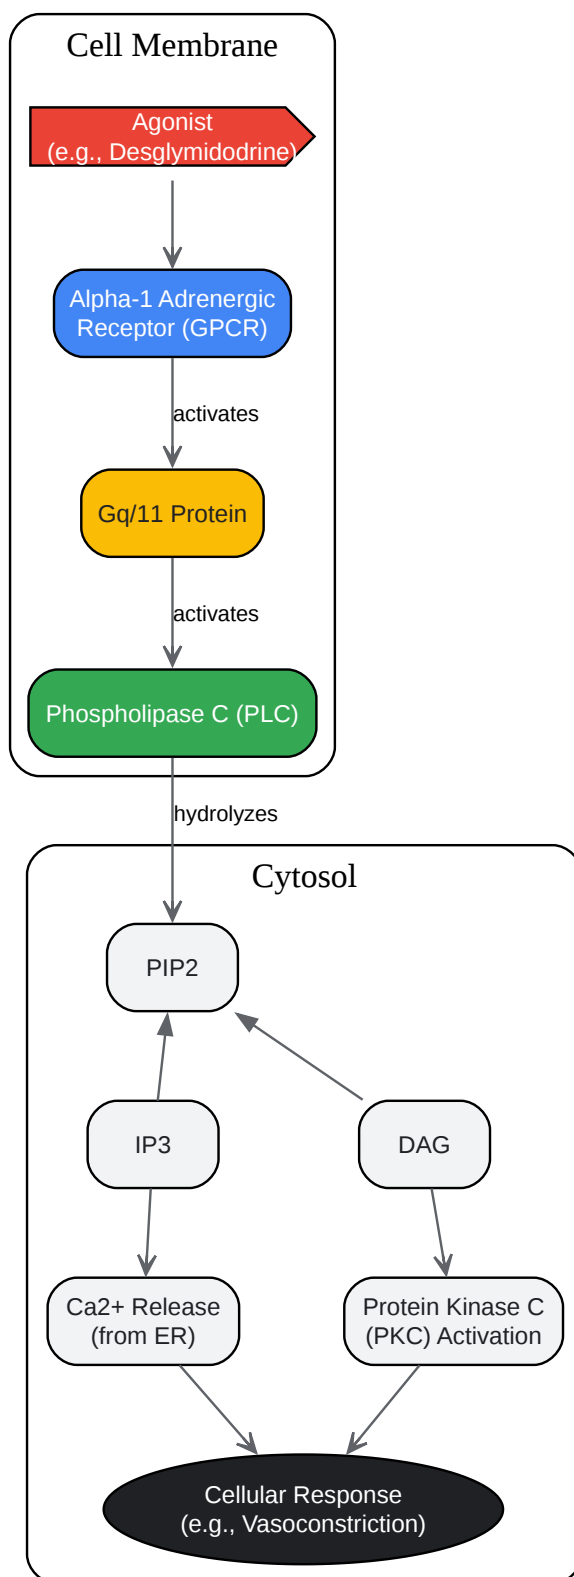 Cell Membrane
Agonist
(e.g., Desglymidodrine)
Alpha-1 Adrenergic
Receptor (GPCR)
activates
Gq/11 Protein
activates
Phospholipase C (PLC)
hydrolyzes
Cytosol
PIP2
IP3
DAG
Ca2+ Release
(from ER)
Protein Kinase C
(PKC) Activation
Cellular Response
(e.g., Vasoconstriction)